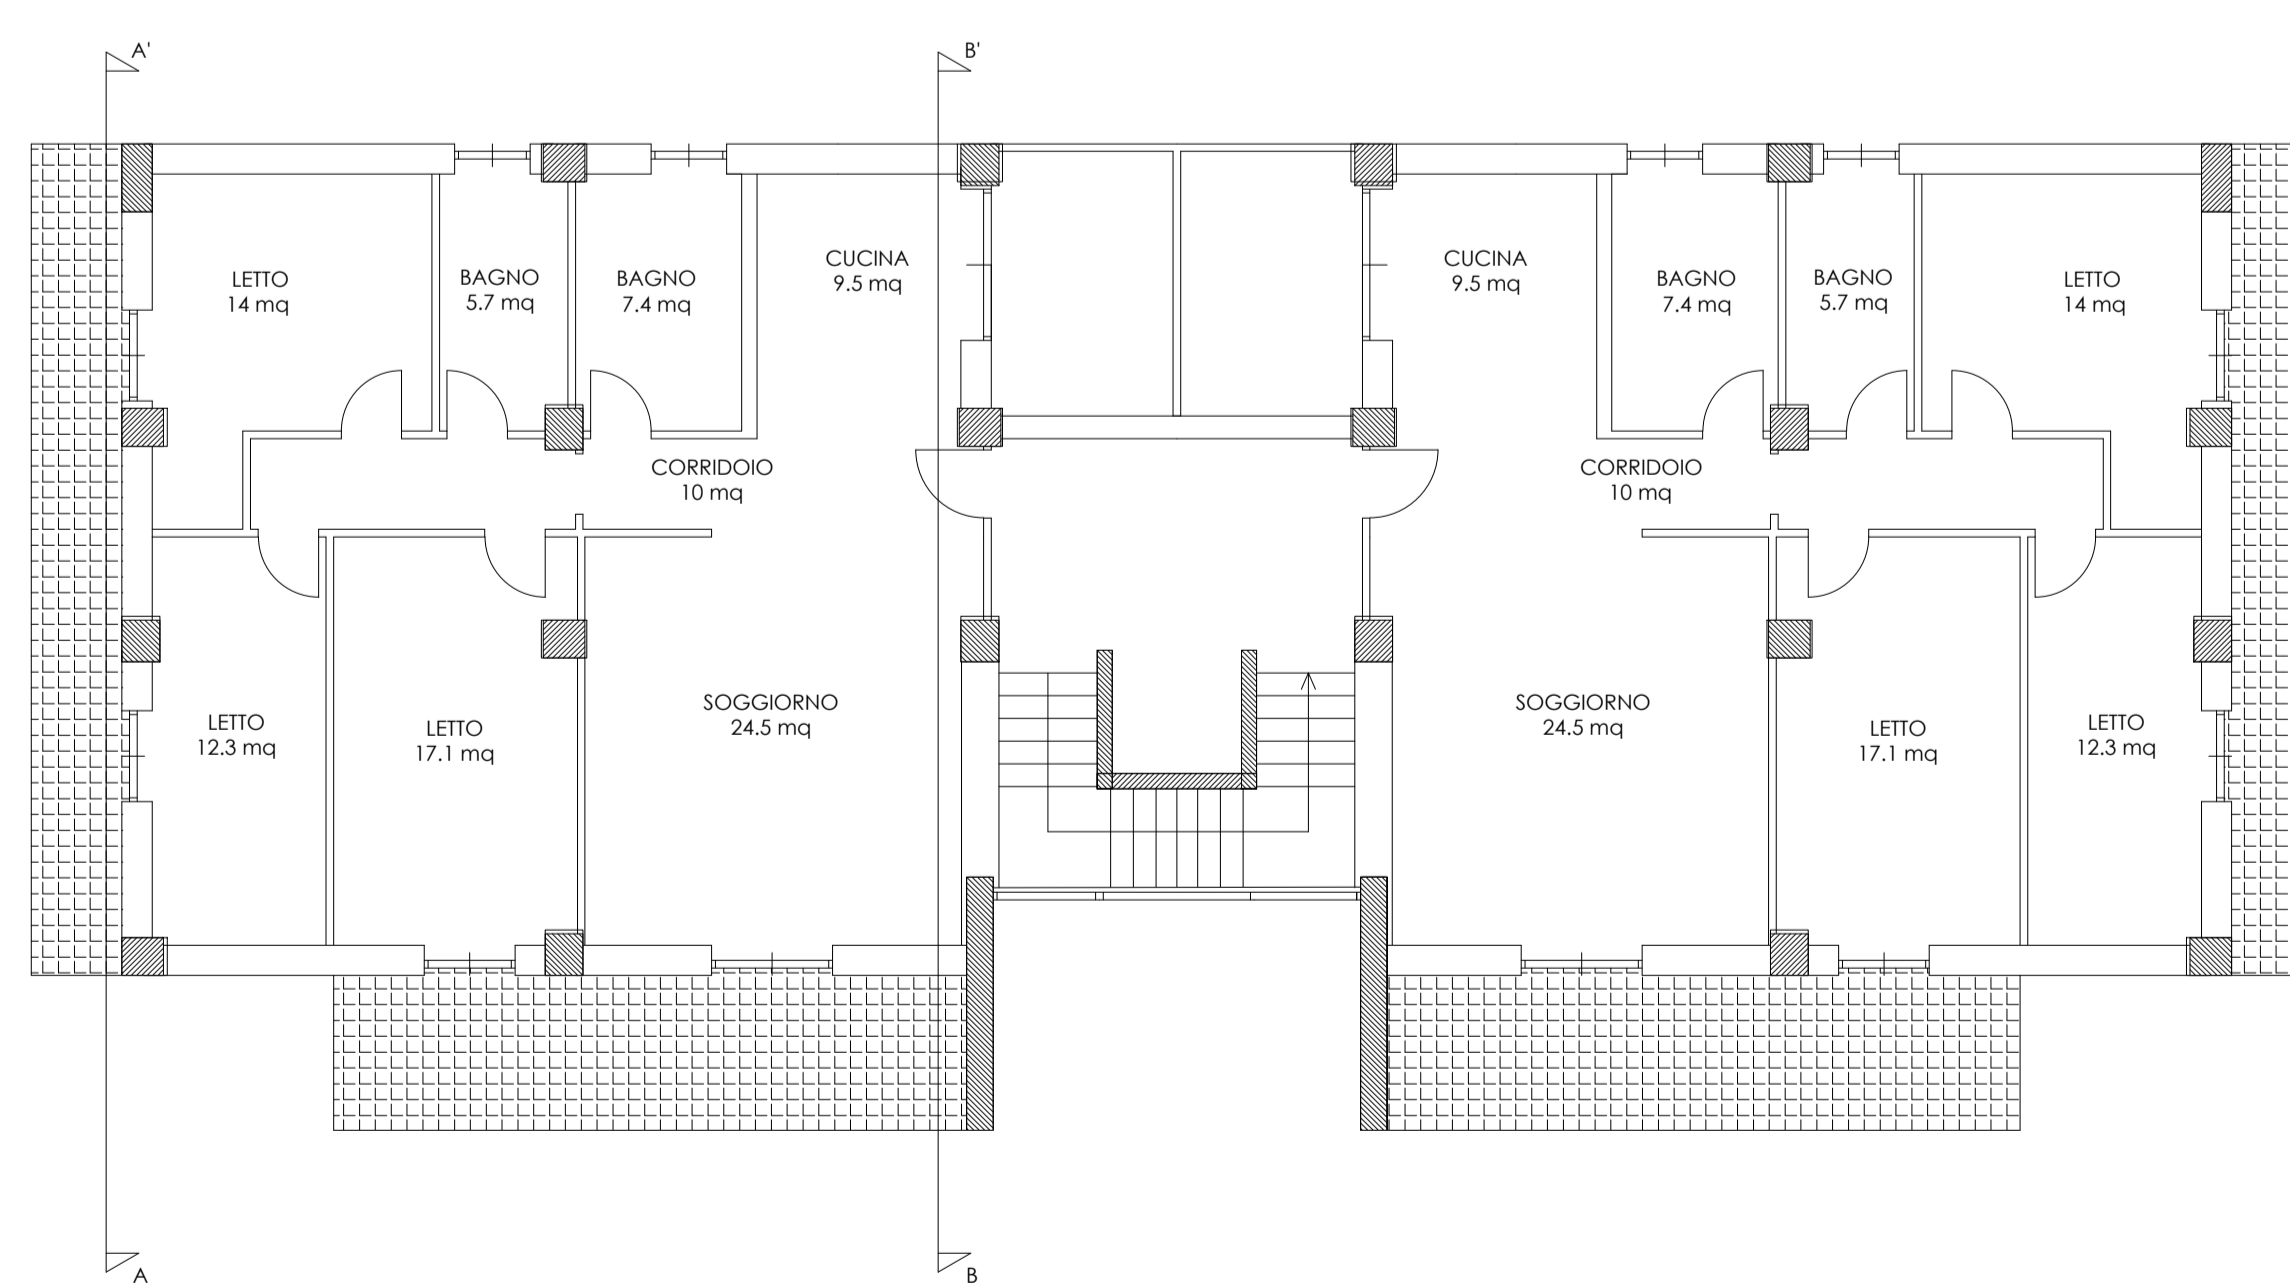 A'
B'
LETTO
14 mq
BAGNO
5.7 mq
BAGNO
7.4 mq
CUCINA
9.5 mq
CUCINA
9.5 mq
BAGNO
7.4 mq
BAGNO
5.7 mq
LETTO
14 mq
CORRIDOIO
10 mq
CORRIDOIO
10 mq
LETTO
12.3 mq
LETTO
17.1 mq
SOGGIORNO
24.5 mq
SOGGIORNO
24.5 mq
LETTO
17.1 mq
LETTO
12.3 mq
A
B